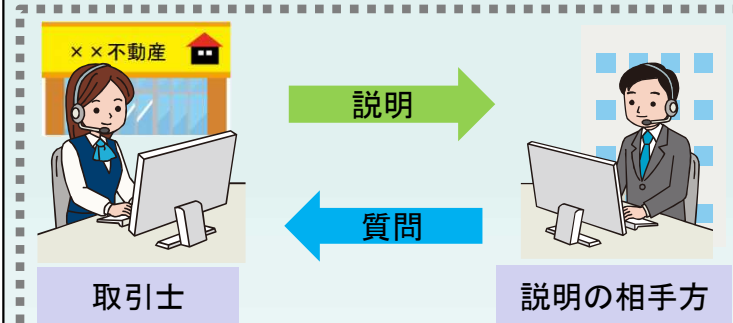 ××不動産
説明
質問
取引士
説明の相手方